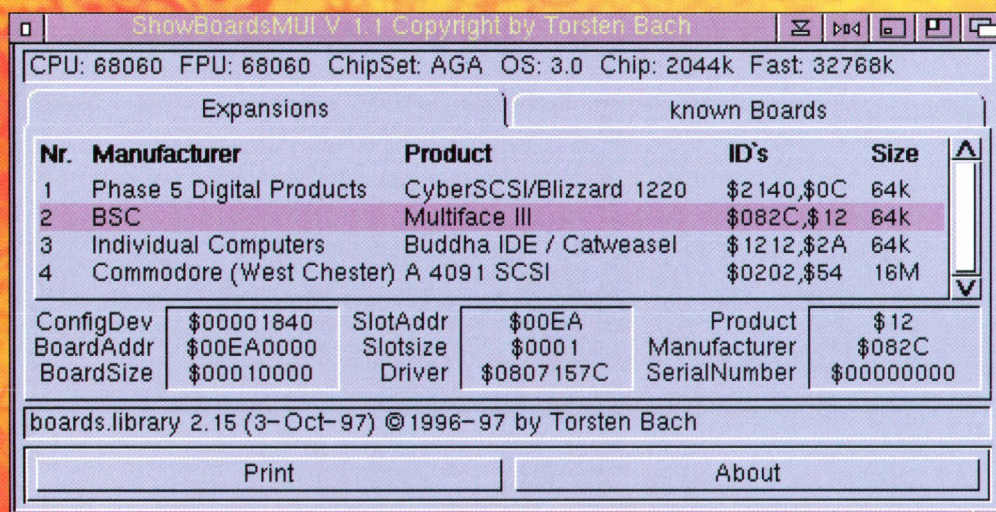 ShowBoardsMUI V 1.1 Copyright by Torsten Bach
CPU: 68060 FPU: 68060 ChipSet: AGA OS: 3.0 Chip: 2044k Fast: 32768k
Expansions known Boards
Nr. Manufacturer Product ID`s Size
1 Phase 5 Digital Products CyberSCSI/Blizzard 1220 $2140,$0C 64k
2 BSC Multiface III $082C,$12 64k
3 Individual Computers Buddha IDE / Catweasel $1212,$2A 64k
4 Commodore (West Chester) A 4091 SCSI $0202,$54 16M
ConfigDev $00001840 SlotAddr $00EA Product $12
BoardAddr $00EA0000 Slotsize $0001 Manufacturer $082C
BoardSize $00010000 Driver $0807157C SerialNumber $00000000
boards.library 2.15 (3-Oct-97) ©1996-97 by Torsten Bach
Print About